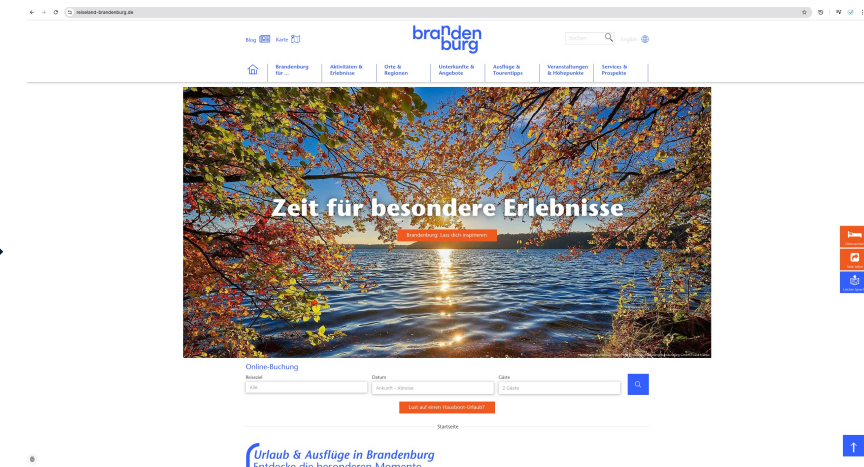 reiseland-brandenburg.de
Blog
Karte
branden
burg
Suchen
English
Brandenburg
für ...
Aktivitäten &
Erlebnisse
Orte &
Regionen
Unterkünfte &
Angebote
Ausflüge &
Tourentipps
Veranstaltungen
& Höhepunkte
Services &
Prospekte
Zeit für besondere Erlebnisse
Brandenburg: Lass dich inspirieren
Online-Buchung
Reiseziel
Datum
Gäste
Alle
Ankunft – Abreise
2 Gäste
Lust auf einen Hausboot-Urlaub?
Startseite
Urlaub & Ausflüge in Brandenburg
Entdecke die besonderen Momente